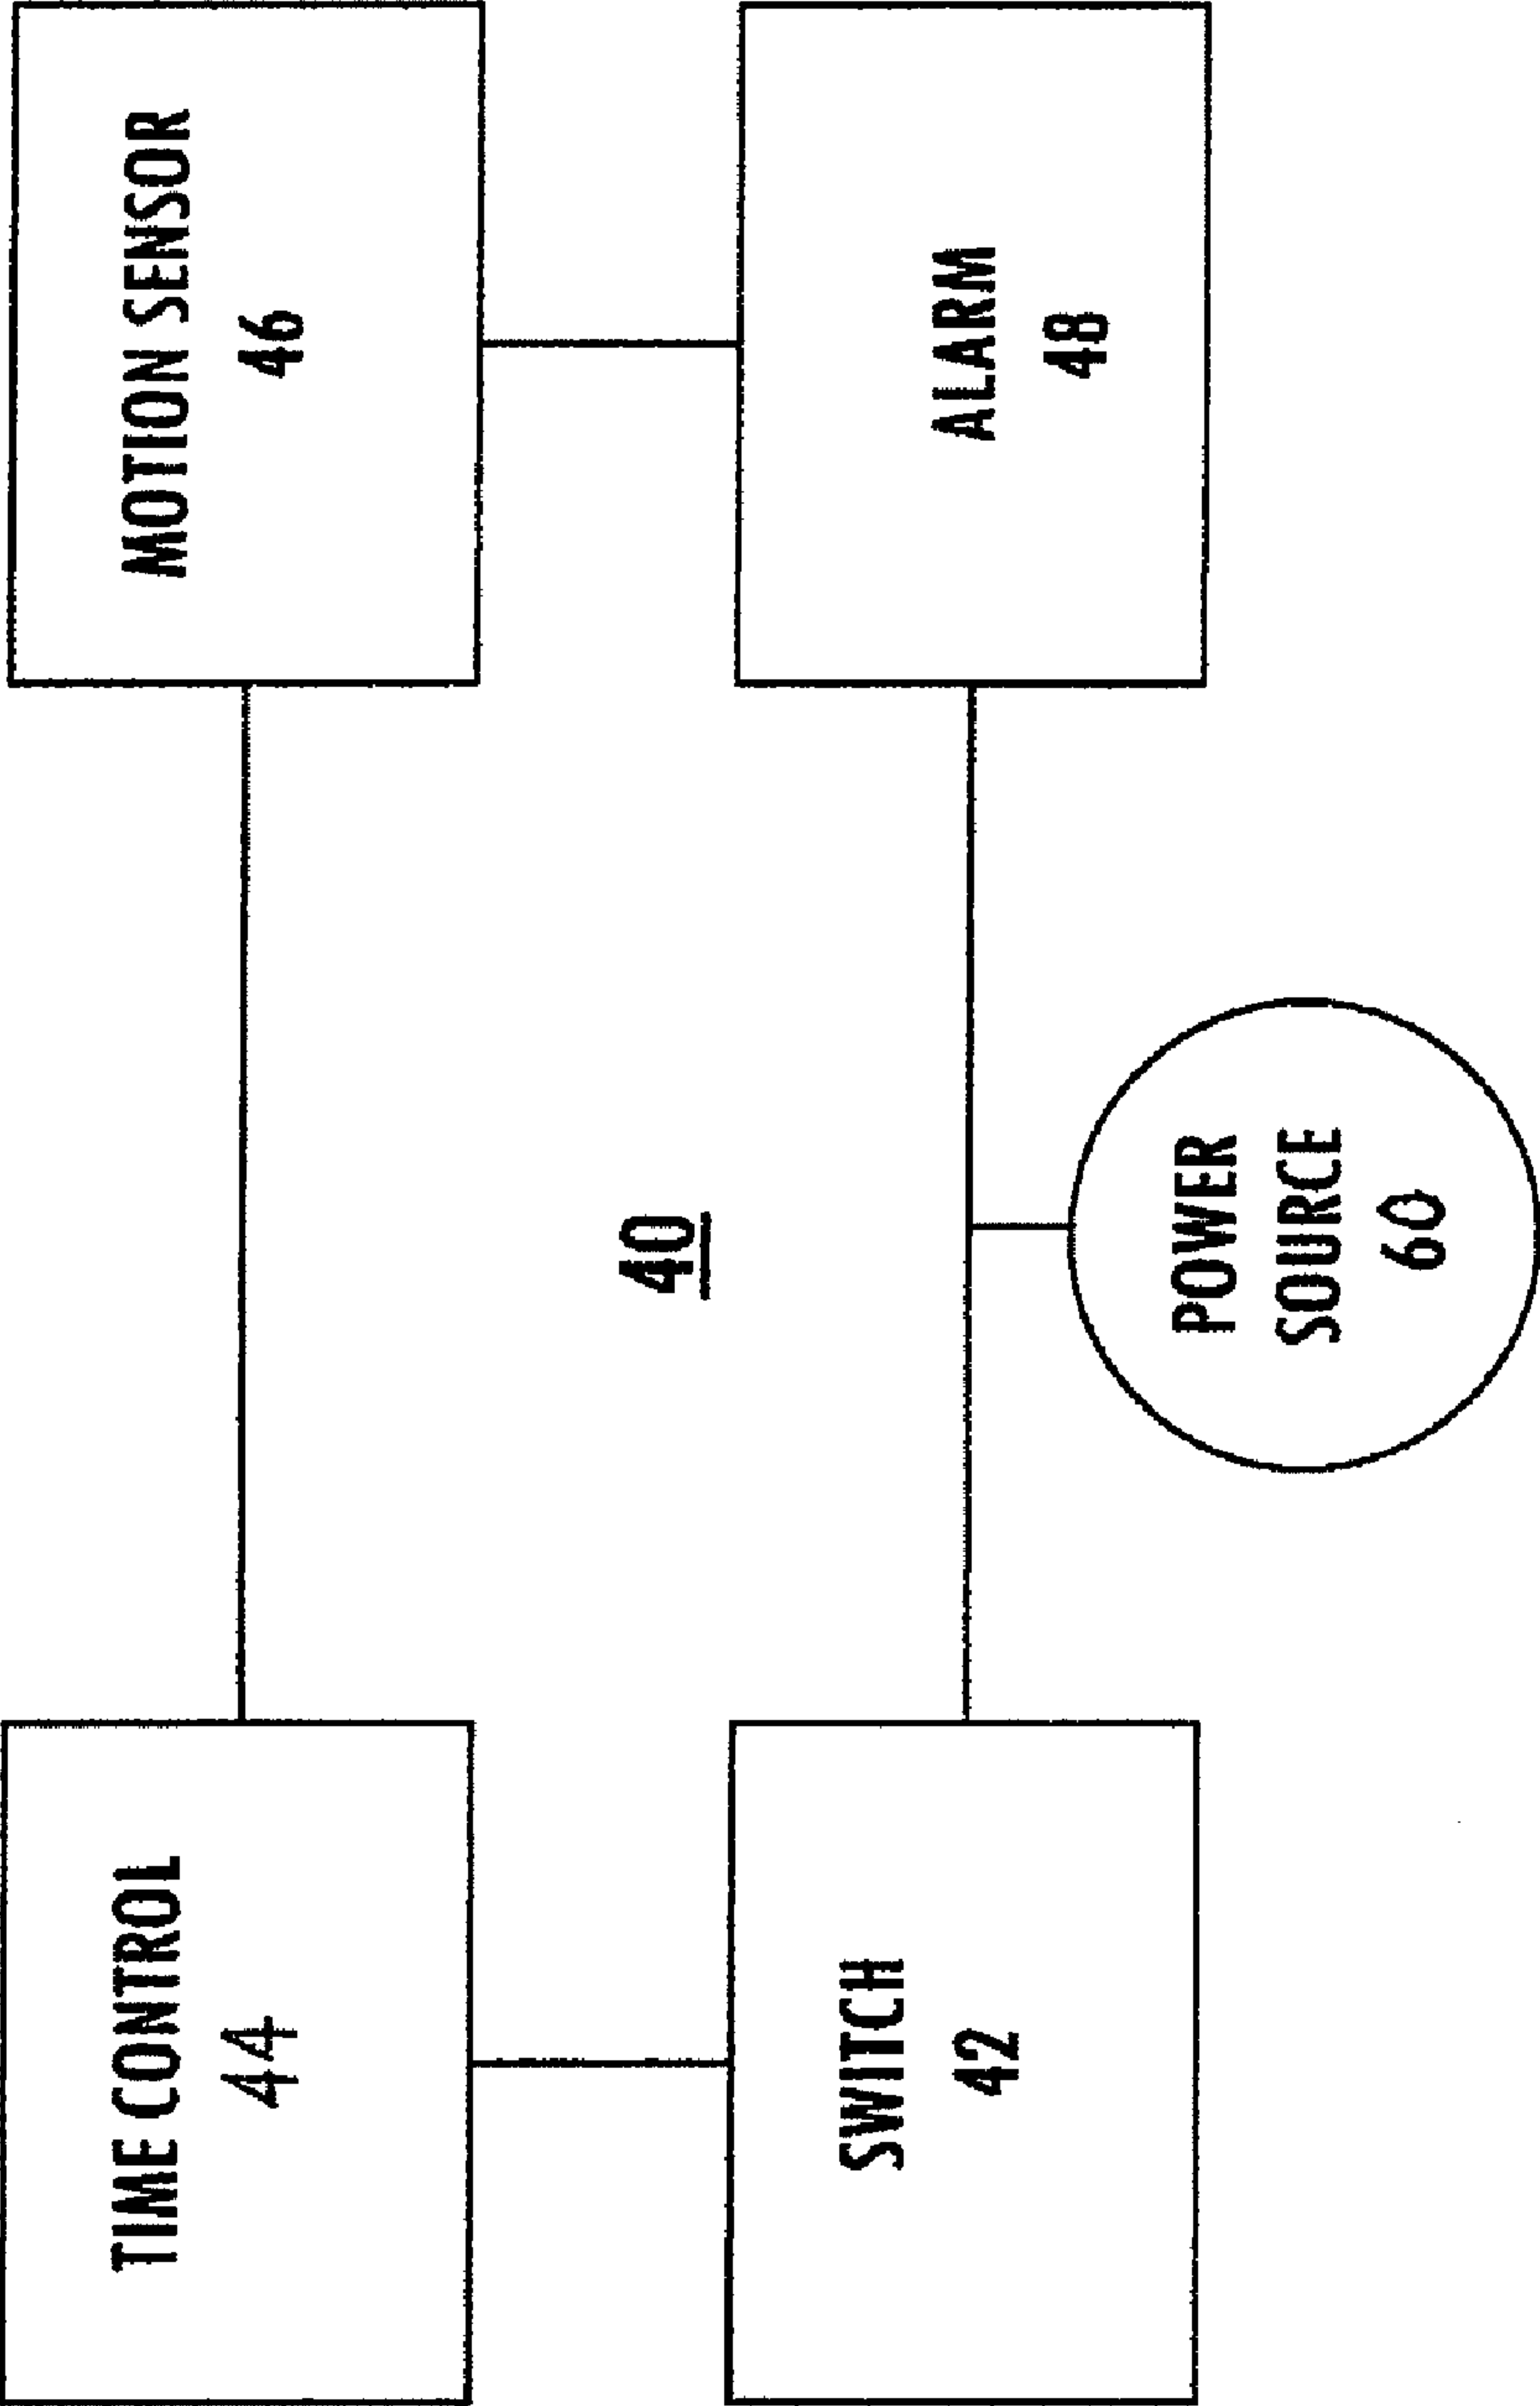 TIME CONTROL
44
MOTION SENSOR
46
40
SWITCH
42
ALARM
48
POWER
SOURCE
60